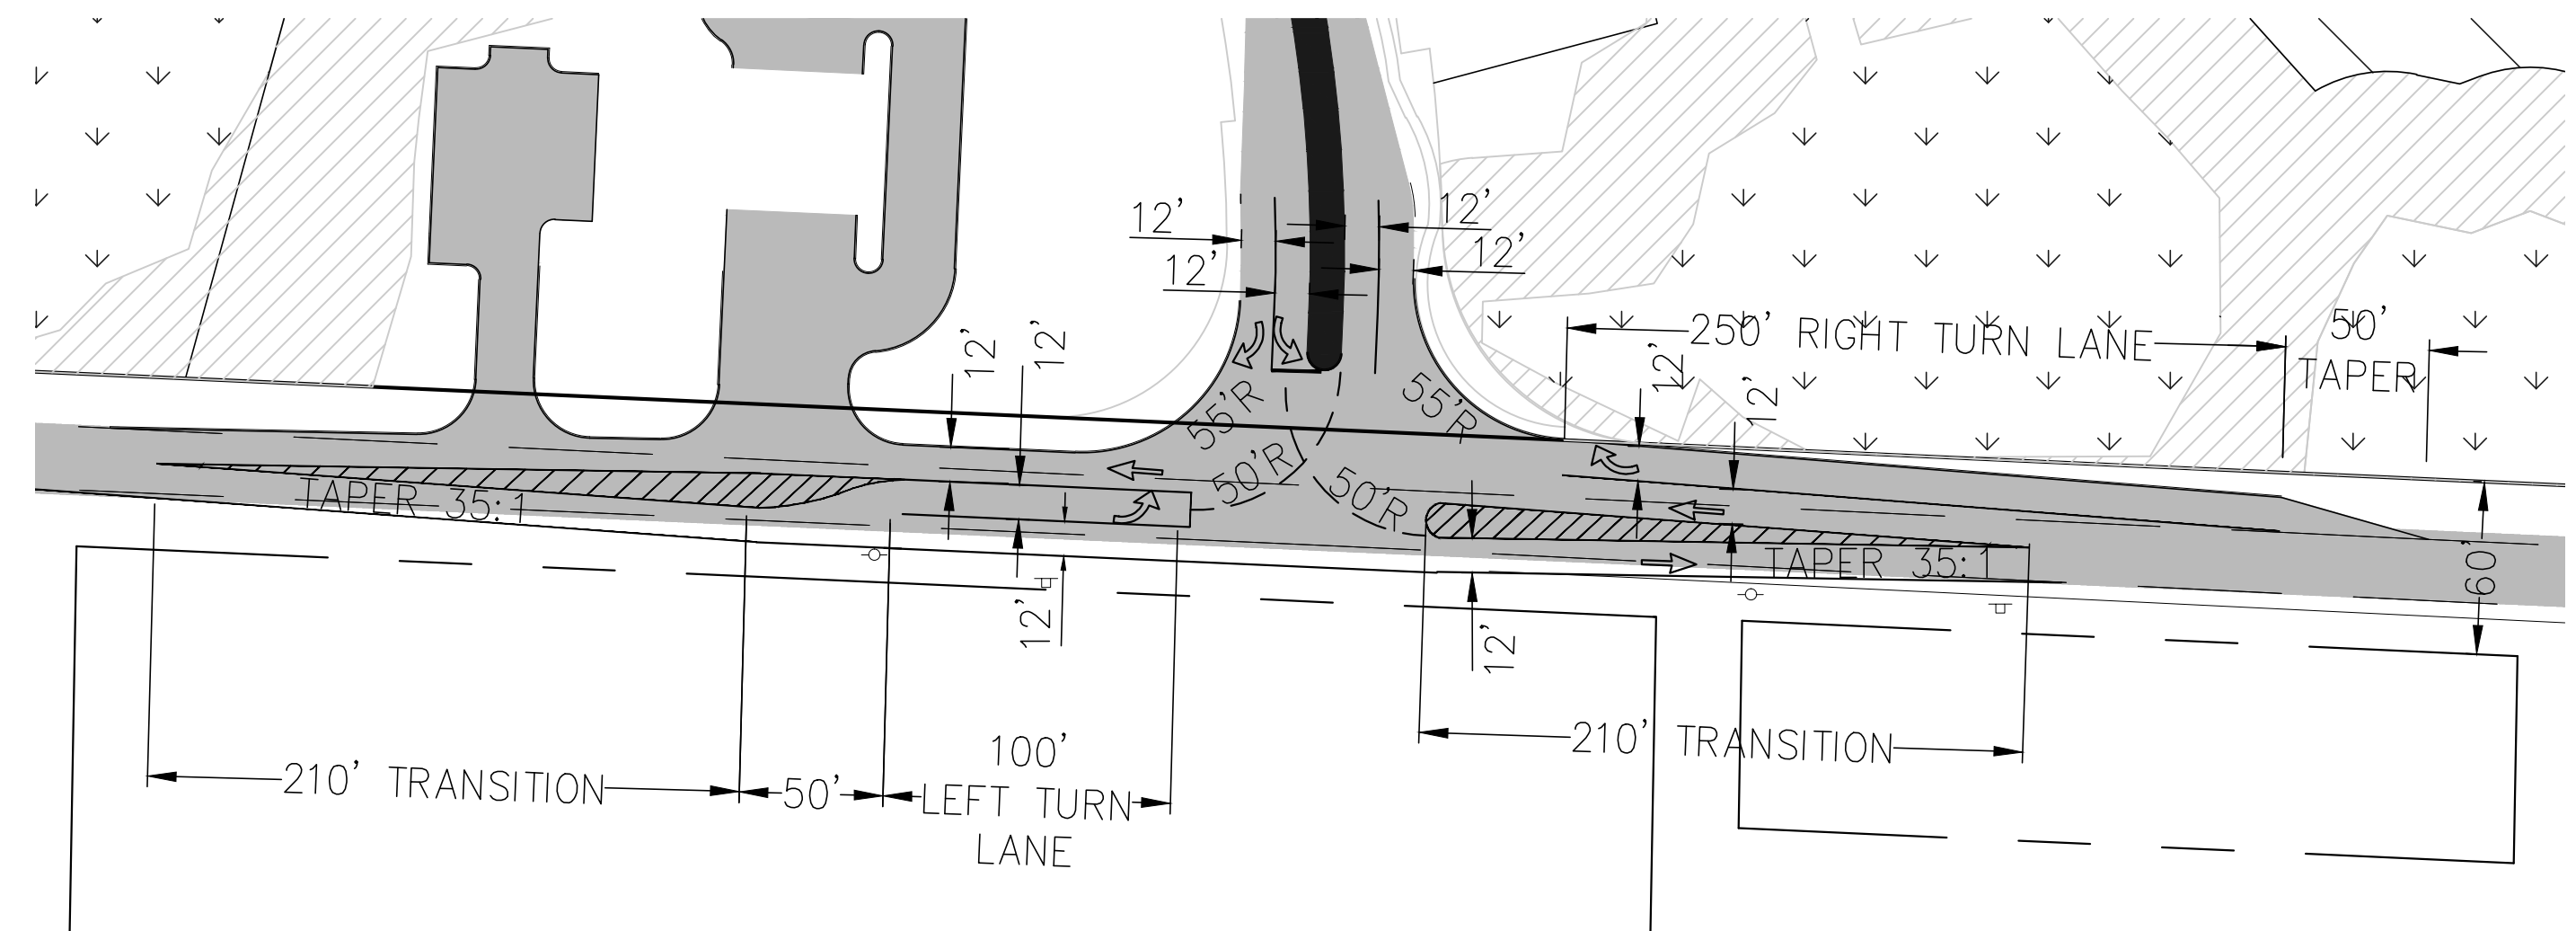 12'
12'
12'
12'
12'
12'
250' RIGHT TURN LANE
50'
TAPER
12'
12'
55'R
55'R
50'R
50'R
TAPER 35:1
TAPER 35:1
12'
12'
60'
210' TRANSITION
50'
100'
LEFT TURN
LANE
210' TRANSITION